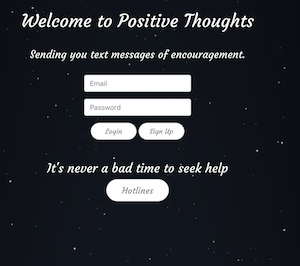 Welcome to Positive Thoughts
Sending you text messages of encouragement.
Email
Password
Login Sign Up
It's never a bad time to seek help
Hotlines